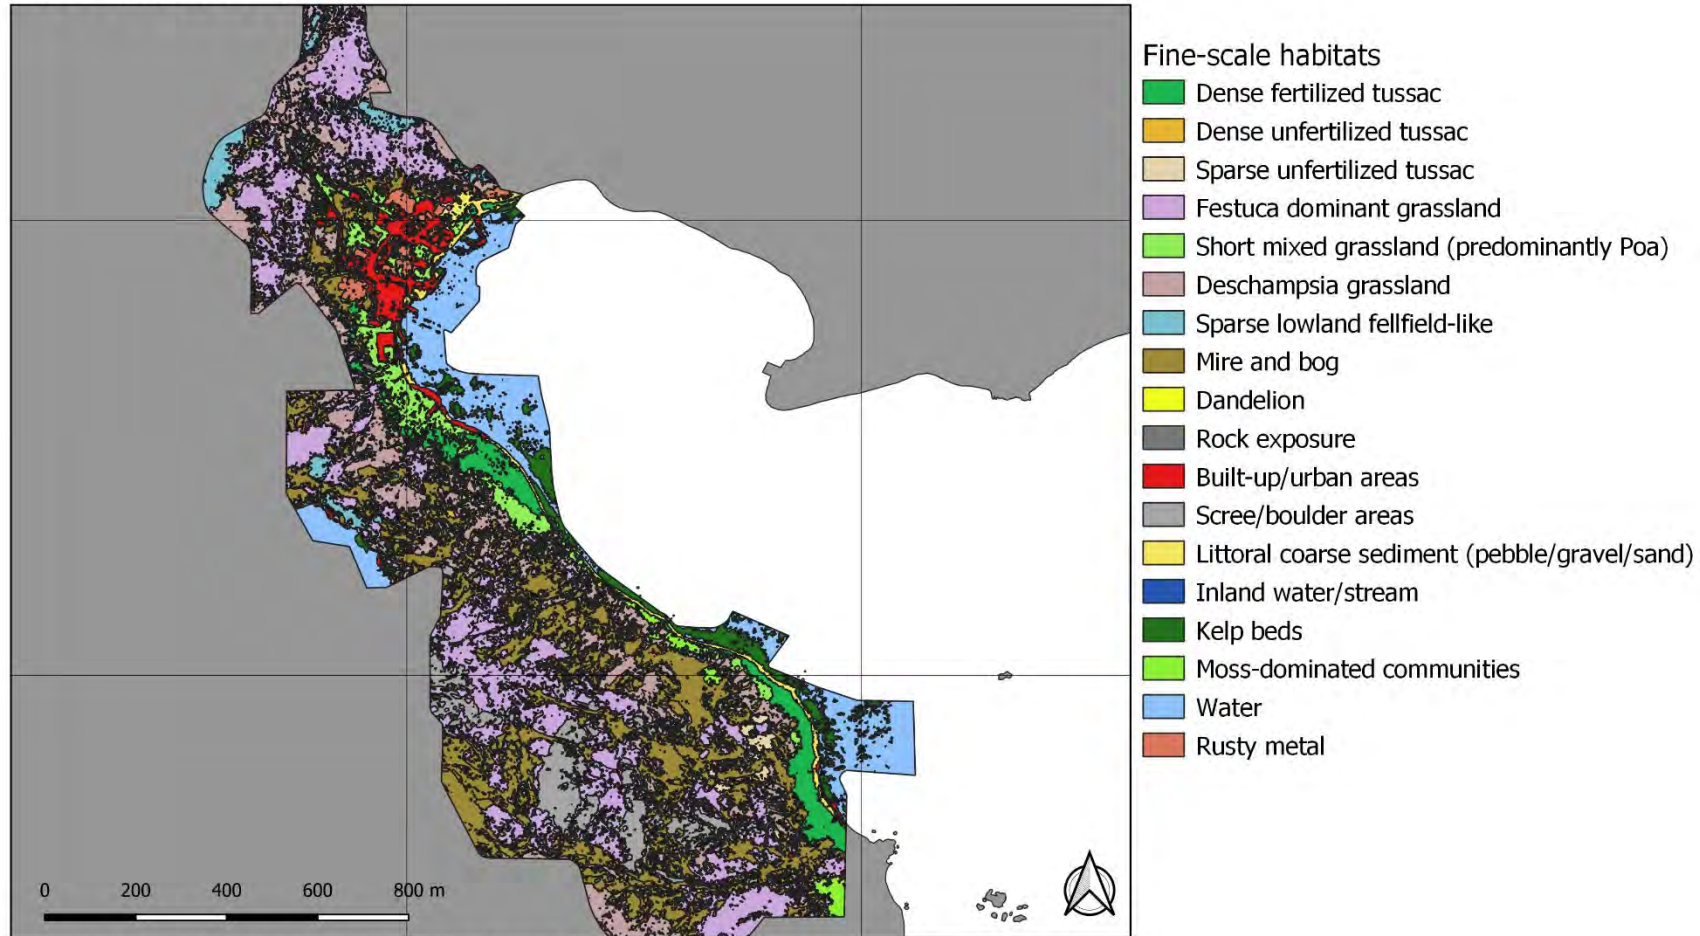 Fine-scale habitats
Dense fertilized tussac
Dense unfertilized tussac
Sparse unfertilized tussac
Festuca dominant grassland
Short mixed grassland (predominantly Poa)
Deschampsia grassland
Sparse lowland fellfield-like
Mire and bog
Dandelion
Rock exposure
Built-up/urban areas
Scree/boulder areas
Littoral coarse sediment (pebble/gravel/sand)
Inland water/stream
Kelp beds
Moss-dominated communities
Water
Rusty metal
0 200 400 600 800 m